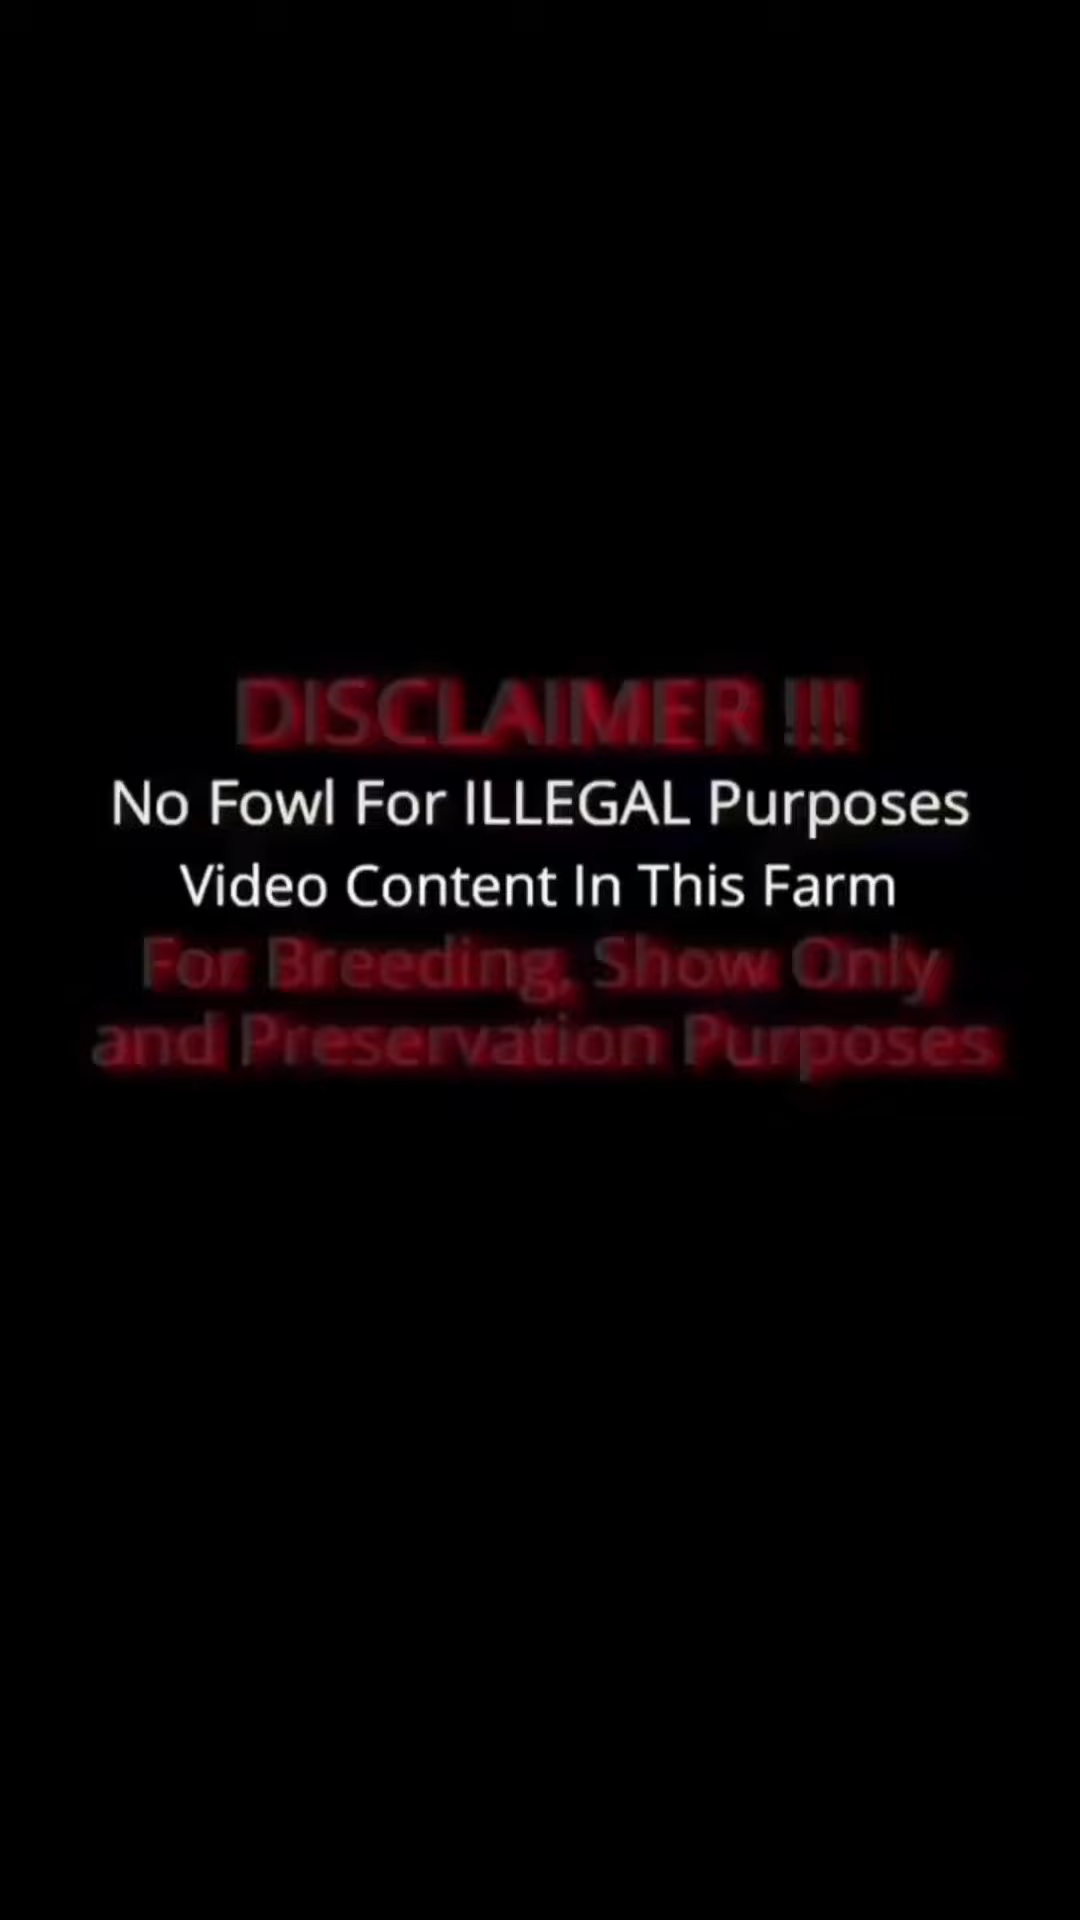 DISCLAIMER !!!
No Fowl For ILLEGAL Purposes
Video Content In This Farm
For Breeding, Show Only
and Preservation Purposes